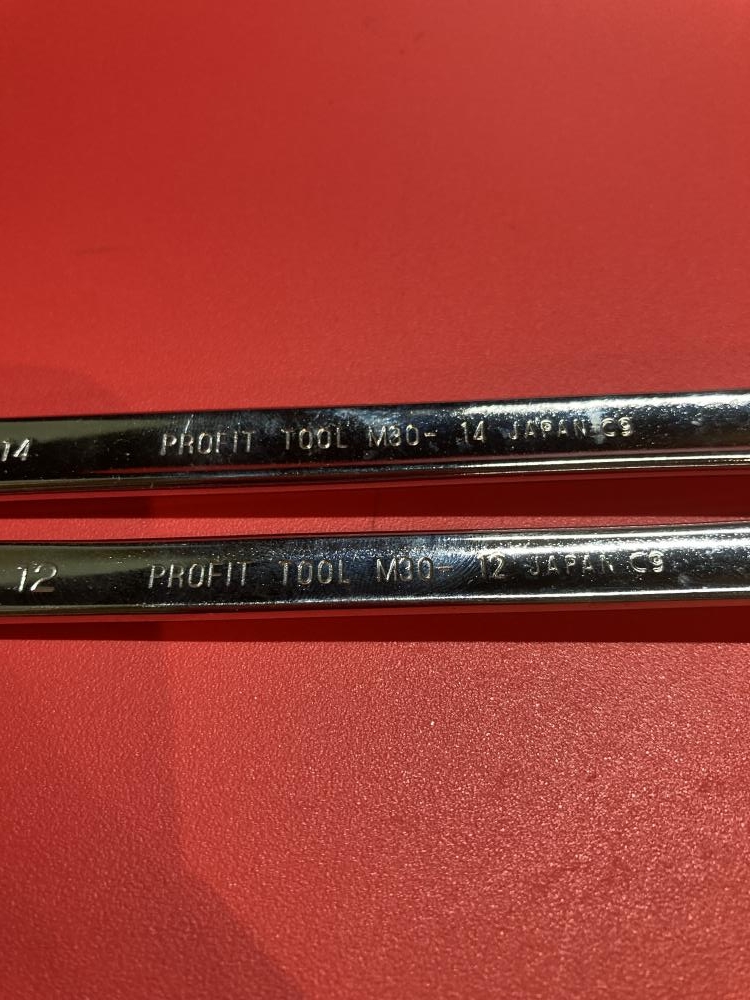 14 PROFIT TOOL M30- 14 JAPAN C9
12 PROFIT TOOL M30- 12 JAPAN C9